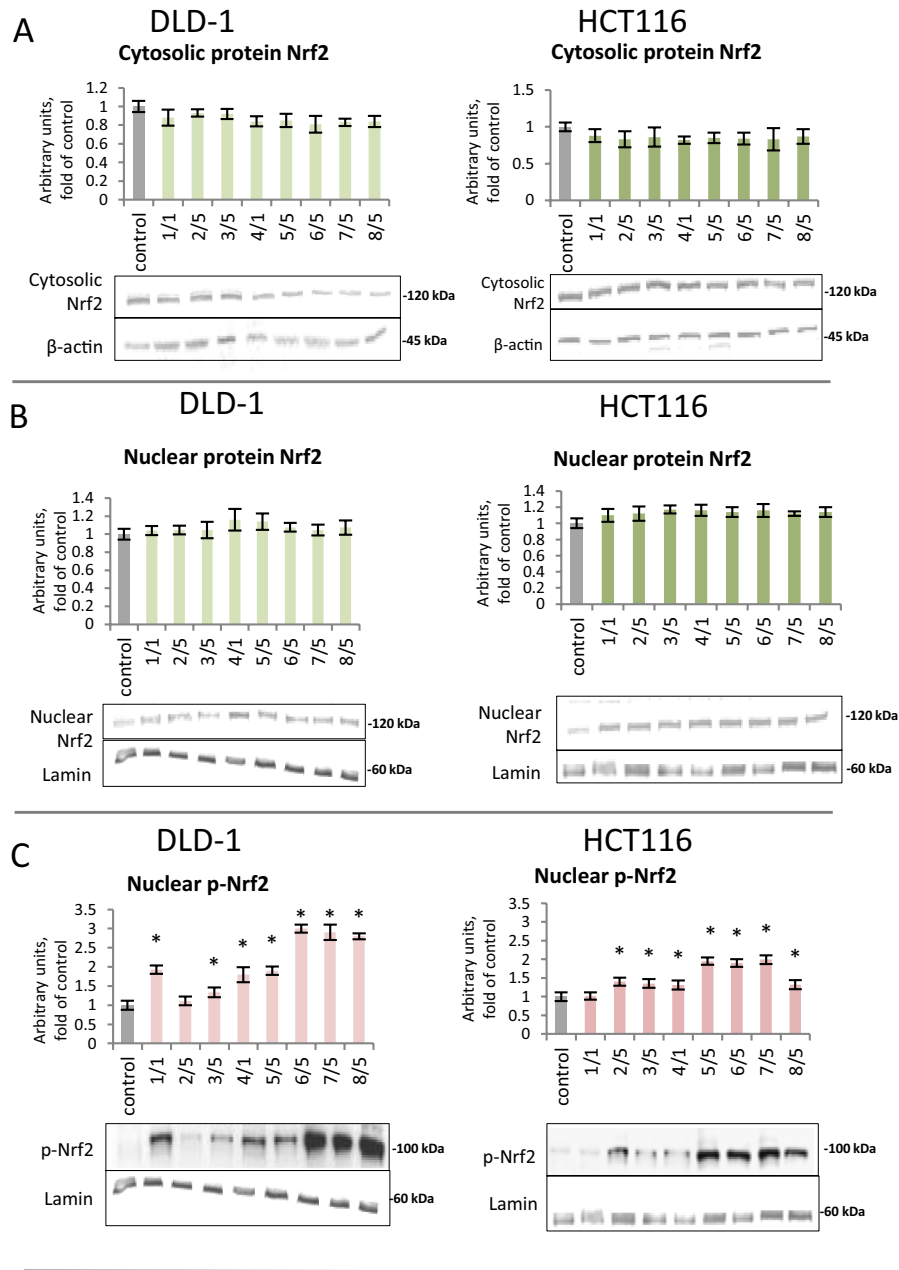 A
DLD-1
Cytosolic protein Nrf2
Arbitrary units,
fold of control
1.2
1
0.8
0.6
0.4
0.2
0
control
1/1
2/5
3/5
4/1
5/5
6/5
7/5
8/5
Cytosolic
Nrf2
-120 kDa
β-actin
-45 kDa
HCT116
Cytosolic protein Nrf2
Arbitrary units,
fold of control
1.5
1
0.5
0
control
1/1
2/5
3/5
4/1
5/5
6/5
7/5
8/5
Cytosolic
Nrf2
-120 kDa
β-actin
-45 kDa
B
DLD-1
Nuclear protein Nrf2
Arbitrary units,
fold of control
1.4
1.2
1
0.8
0.6
0.4
0.2
0
control
1/1
2/5
3/5
4/1
5/5
6/5
7/5
8/5
Nuclear
Nrf2
-120 kDa
Lamin
-60 kDa
HCT116
Nuclear protein Nrf2
Arbitrary units,
fold of control
1.4
1.2
1
0.8
0.6
0.4
0.2
0
control
1/1
2/5
3/5
4/1
5/5
6/5
7/5
8/5
Nuclear
Nrf2
-120 kDa
Lamin
-60 kDa
C
DLD-1
Nuclear p-Nrf2
Arbitrary units,
fold of control
3.5
3
2.5
2
1.5
1
0.5
0
* * * * * * *
control
1/1
2/5
3/5
4/1
5/5
6/5
7/5
8/5
p-Nrf2
-100 kDa
Lamin
-60 kDa
HCT116
Nuclear p-Nrf2
Arbitrary units,
fold of control
3.5
3
2.5
2
1.5
1
0.5
0
* * * * * * *
control
1/1
2/5
3/5
4/1
5/5
6/5
7/5
8/5
p-Nrf2
-100 kDa
Lamin
-60 kDa